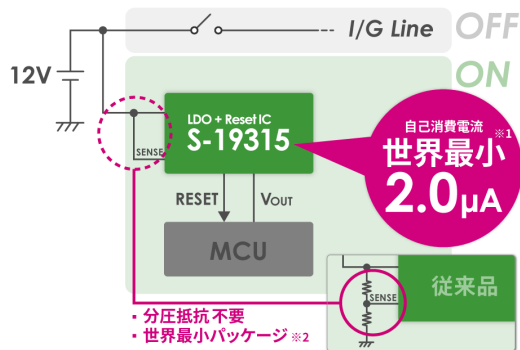 I/G Line
OFF
ON
12V
LDO + Reset IC
S-19315
SENSE
自己消費電流
世界最小※1
2.0μA
RESET
VOUT
MCU
従来品
SENSE
・分圧抵抗 不要
・世界最小パッケージ ※2